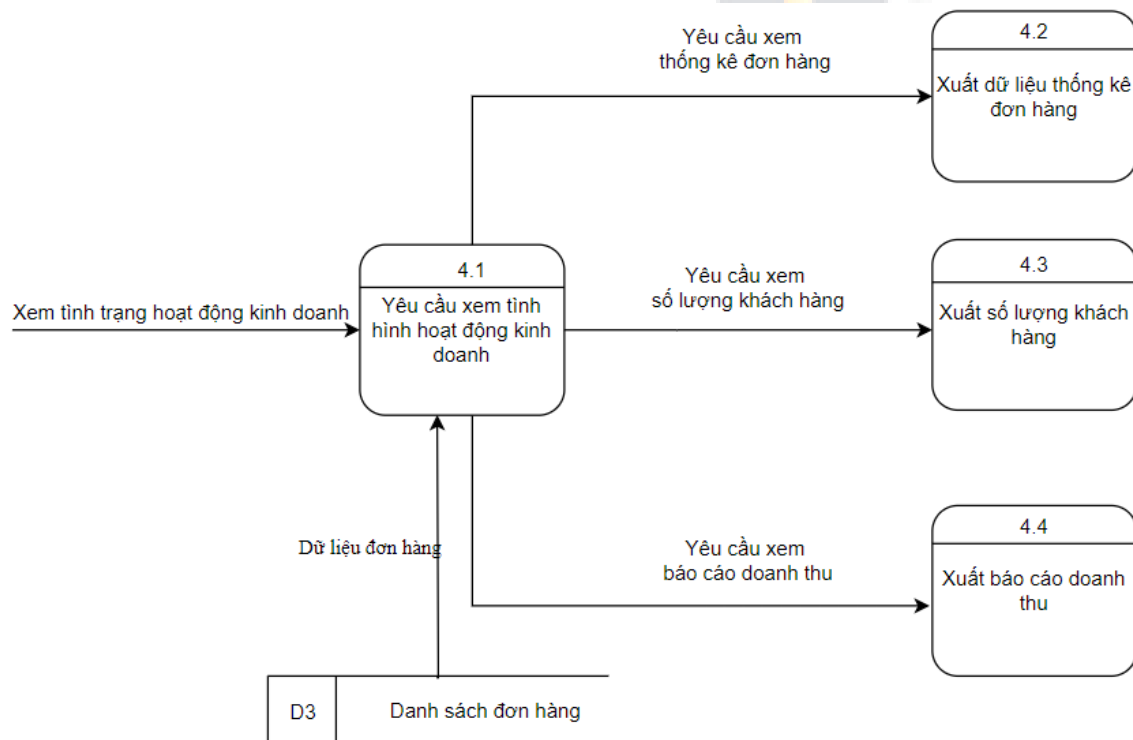 Yêu cầu xem
thống kê đơn hàng
4.2
Xuất dữ liệu thống kê
đơn hàng
Xem tình trạng hoạt động kinh doanh
4.1
Yêu cầu xem tình
hình hoạt động kinh
doanh
Yêu cầu xem
số lượng khách hàng
4.3
Xuất số lượng khách
hàng
Dữ liệu đơn hàng
Yêu cầu xem
báo cáo doanh thu
4.4
Xuất báo cáo doanh
thu
D3
Danh sách đơn hàng